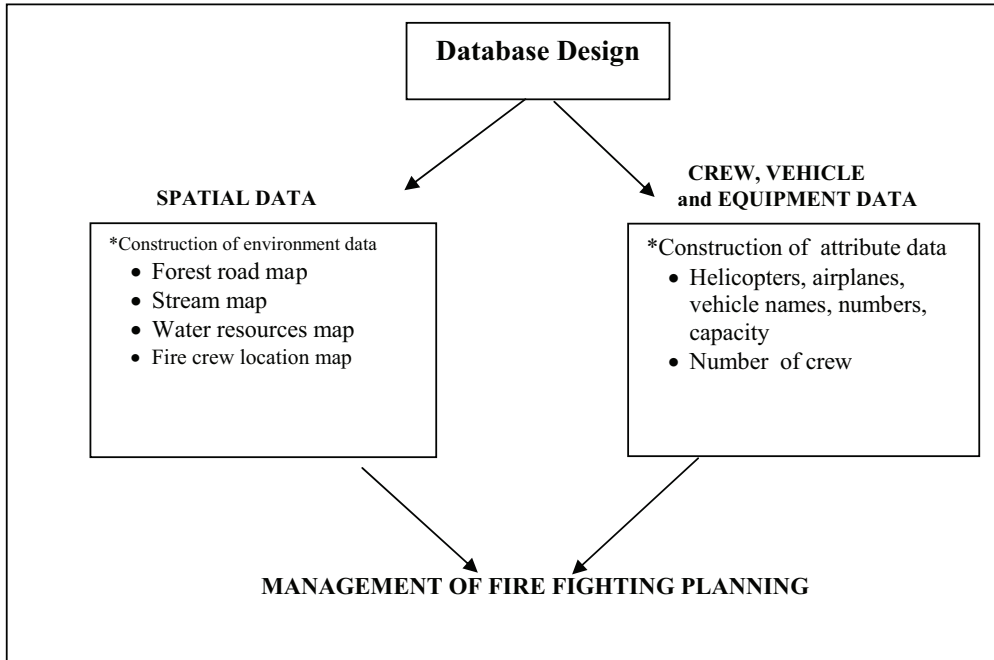 Database Design
SPATIAL DATA
*Construction of environment data
• Forest road map
• Stream map
• Water resources map
• Fire crew location map
CREW, VEHICLE
and EQUIPMENT DATA
*Construction of attribute data
• Helicopters, airplanes,
vehicle names, numbers,
capacity
• Number of crew
MANAGEMENT OF FIRE FIGHTING PLANNING